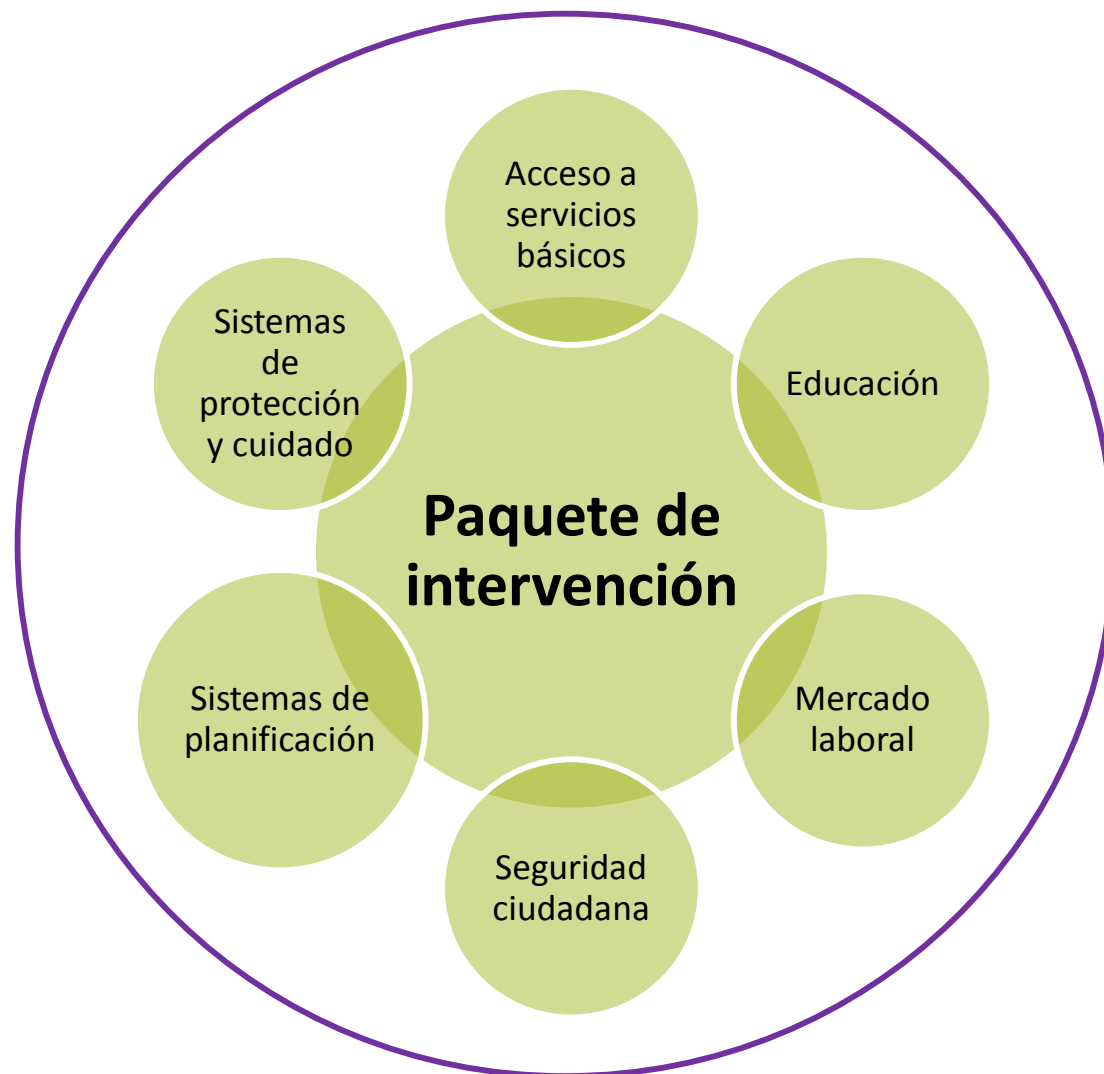 Acceso a
servicios
básicos
Sistemas
de
protección
y cuidado
Educación
Paquete de
intervención
Sistemas de
planificación
Mercado
laboral
Seguridad
ciudadana